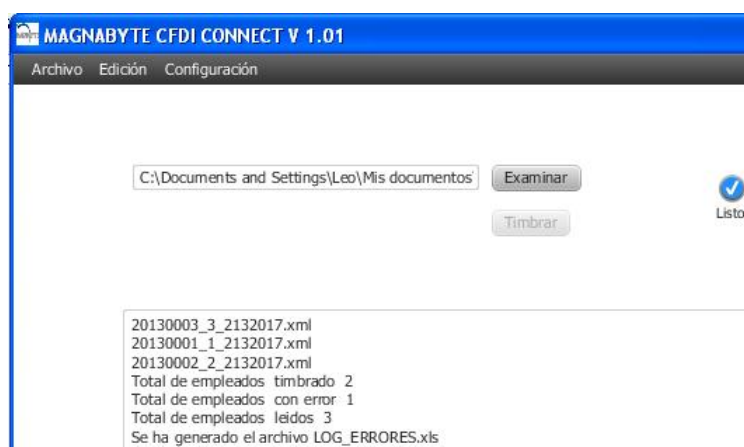 MAGNABYTE CFDI CONNECT V 1.01
Archivo Edición Configuración
C:\Documents and Settings\Leo\Mis documentos
Examinar
Timbrar
Listo
20130003_3_2132017.xml
20130001_1_2132017.xml
20130002_2_2132017.xml
Total de empleados timbrado 2
Total de empleados con error 1
Total de empleados leidos 3
Se ha generado el archivo LOG_ERRORES.xls